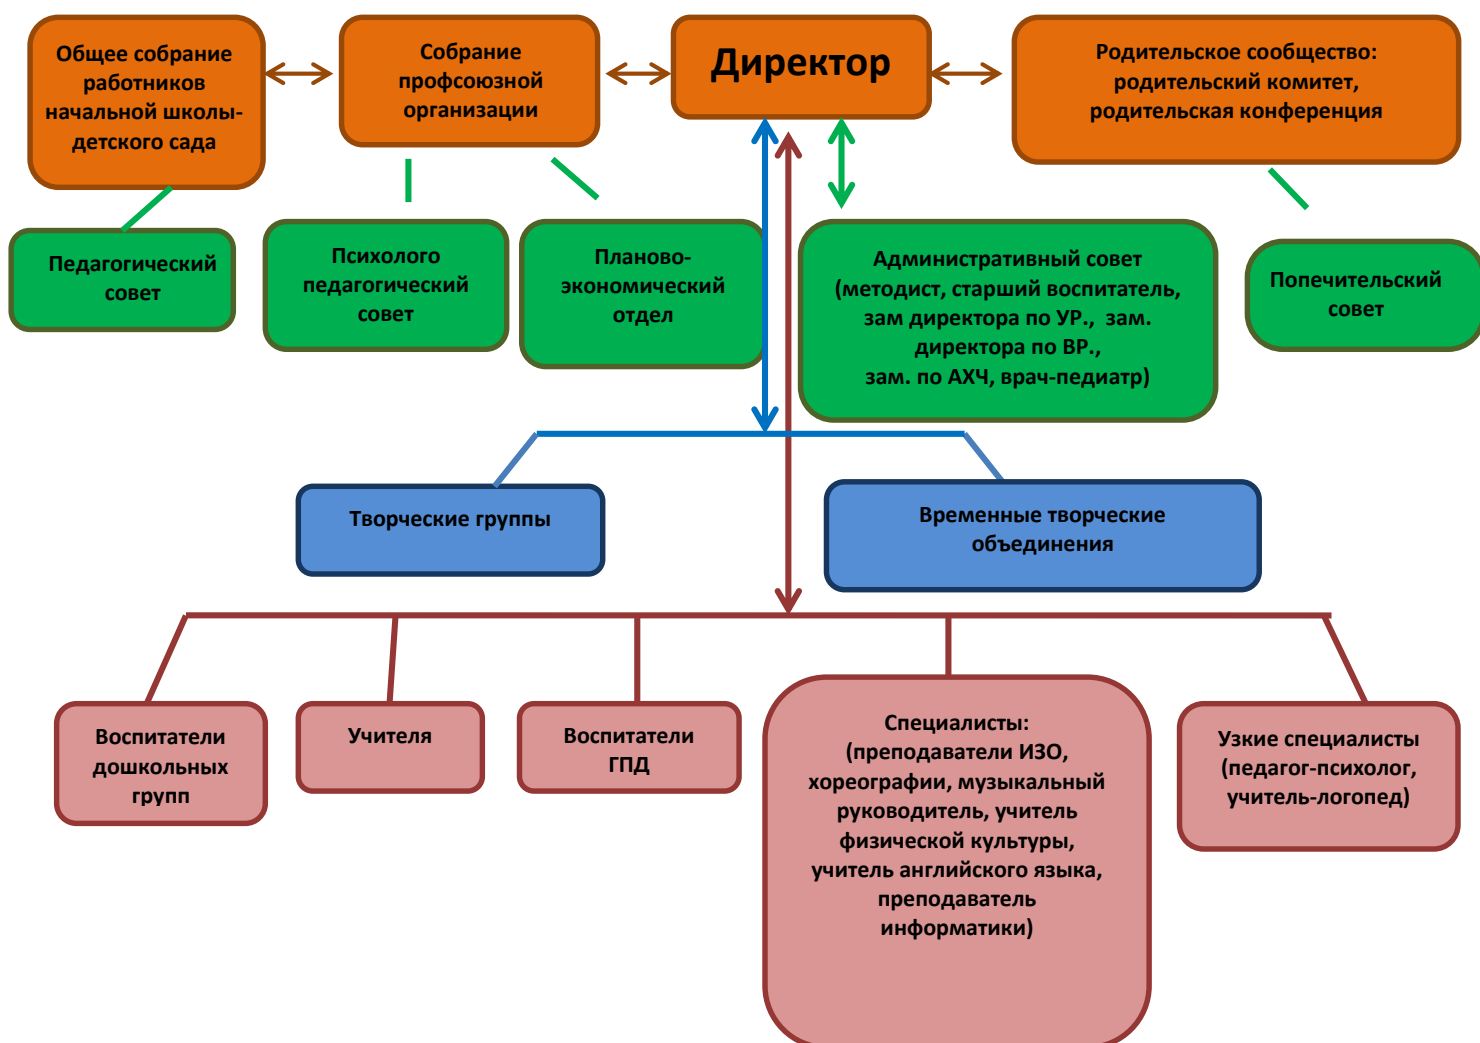 Общее собрание
работников
начальной школы-
детского сада
Собрание
профсоюзной
организации
Директор
Родительское сообщество:
родительский комитет,
родительская конференция
Педагогический
совет
Психолого
педагогический
совет
Планово-
экономический
отдел
Административный совет
(методист, старший воспитатель,
зам директора по УР.,  зам.
директора по ВР.,
зам. по АХЧ, врач-педиатр)
Попечительский
совет
Творческие группы
Временные творческие
объединения
Воспитатели
дошкольных
групп
Учителя
Воспитатели
ГПД
Специалисты:
(преподаватели ИЗО,
хореографии, музыкальный
руководитель, учитель
физической культуры,
учитель английского языка,
преподаватель
информатики)
Узкие специалисты
(педагог-психолог,
учитель-логопед)